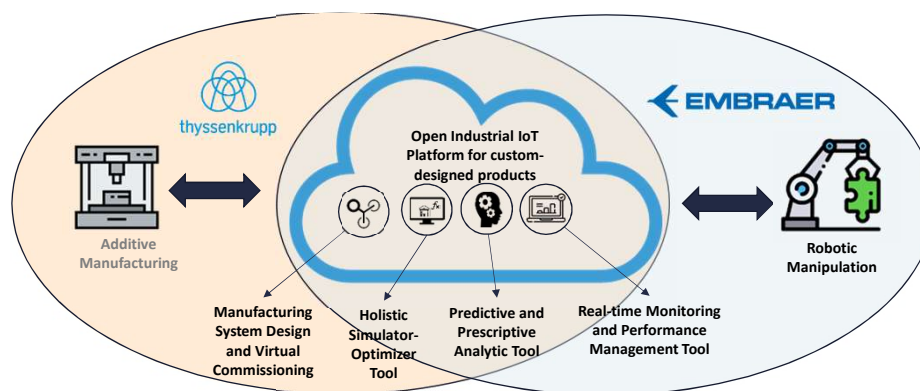 thyssenkrupp
EMBRAER
Open Industrial IoT
Platform for custom-
designed products
fx
Additive
Manufacturing
Robotic
Manipulation
Manufacturing
System Design
and Virtual
Commissioning
Holistic
Simulator-
Optimizer
Tool
Predictive and
Prescriptive
Analytic Tool
Real-time Monitoring
and Performance
Management Tool